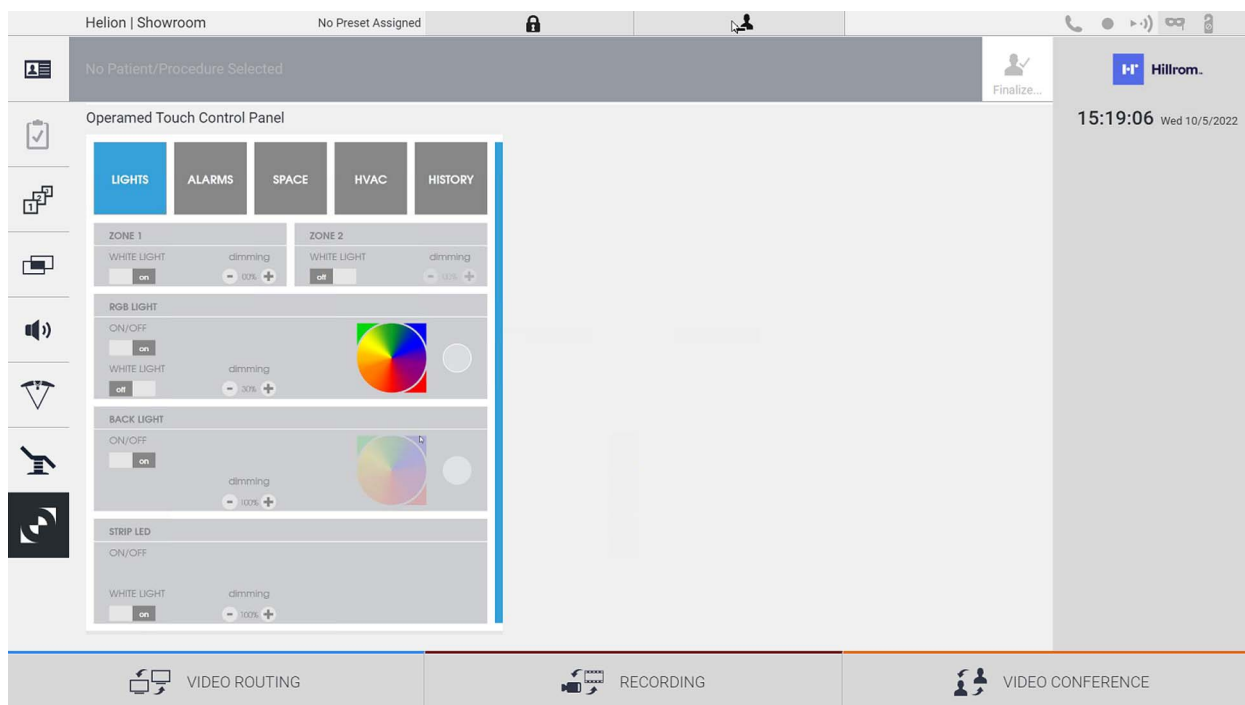 Helion | Showroom
No Preset Assigned
No Patient/Procedure Selected
Finalize...
Hillrom™
Operamed Touch Control Panel
15:19:06 Wed 10/5/2022
LIGHTS ALARMS SPACE HVAC HISTORY
ZONE 1 ZONE 2
WHITE LIGHT dimming WHITE LIGHT dimming
on off
RGB LIGHT
ON/OFF
on
WHITE LIGHT dimming
off 30%
BACK LIGHT
ON/OFF
on
dimming
100%
STRIP LED
ON/OFF
WHITE LIGHT dimming
on 100%
VIDEO ROUTING RECORDING VIDEO CONFERENCE